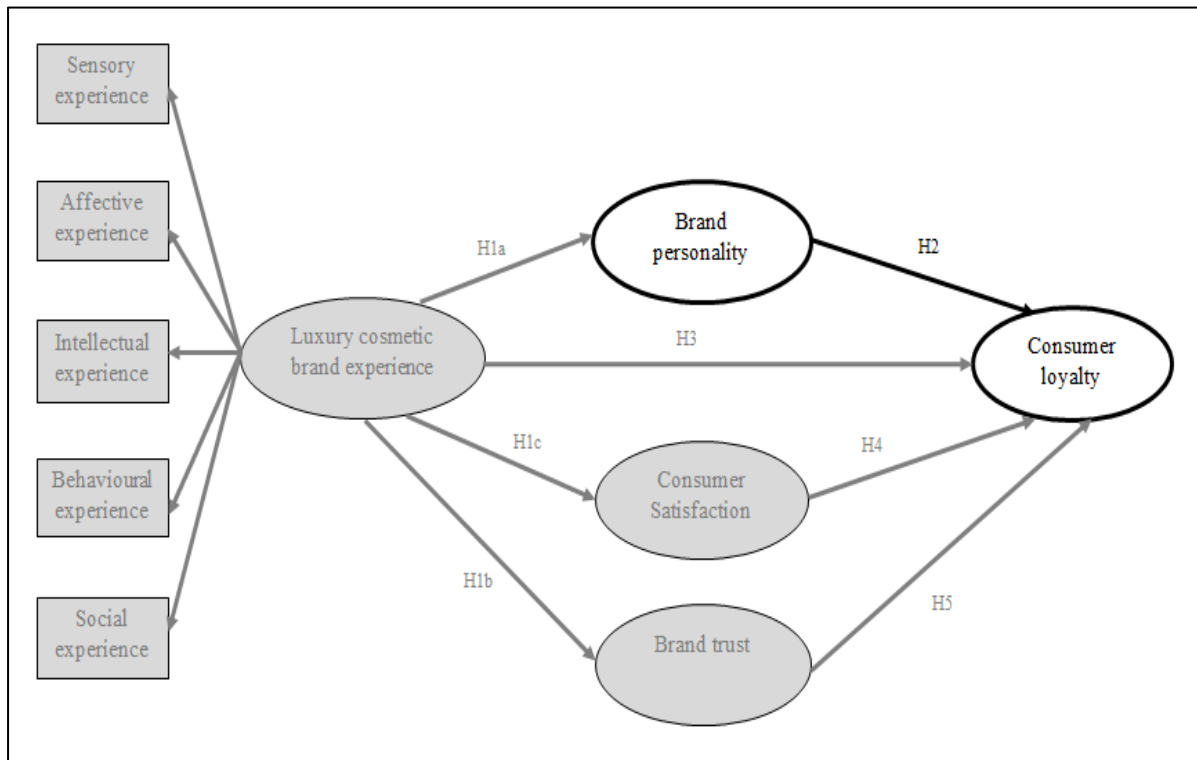 Sensory
experience
Affective
experience
Intellectual
experience
Behavioural
experience
Social
experience
Luxury cosmetic
brand experience
H1a
Brand
personality
H2
H3
Consumer
loyalty
H1c
Consumer
Satisfaction
H4
H1b
Brand trust
H5